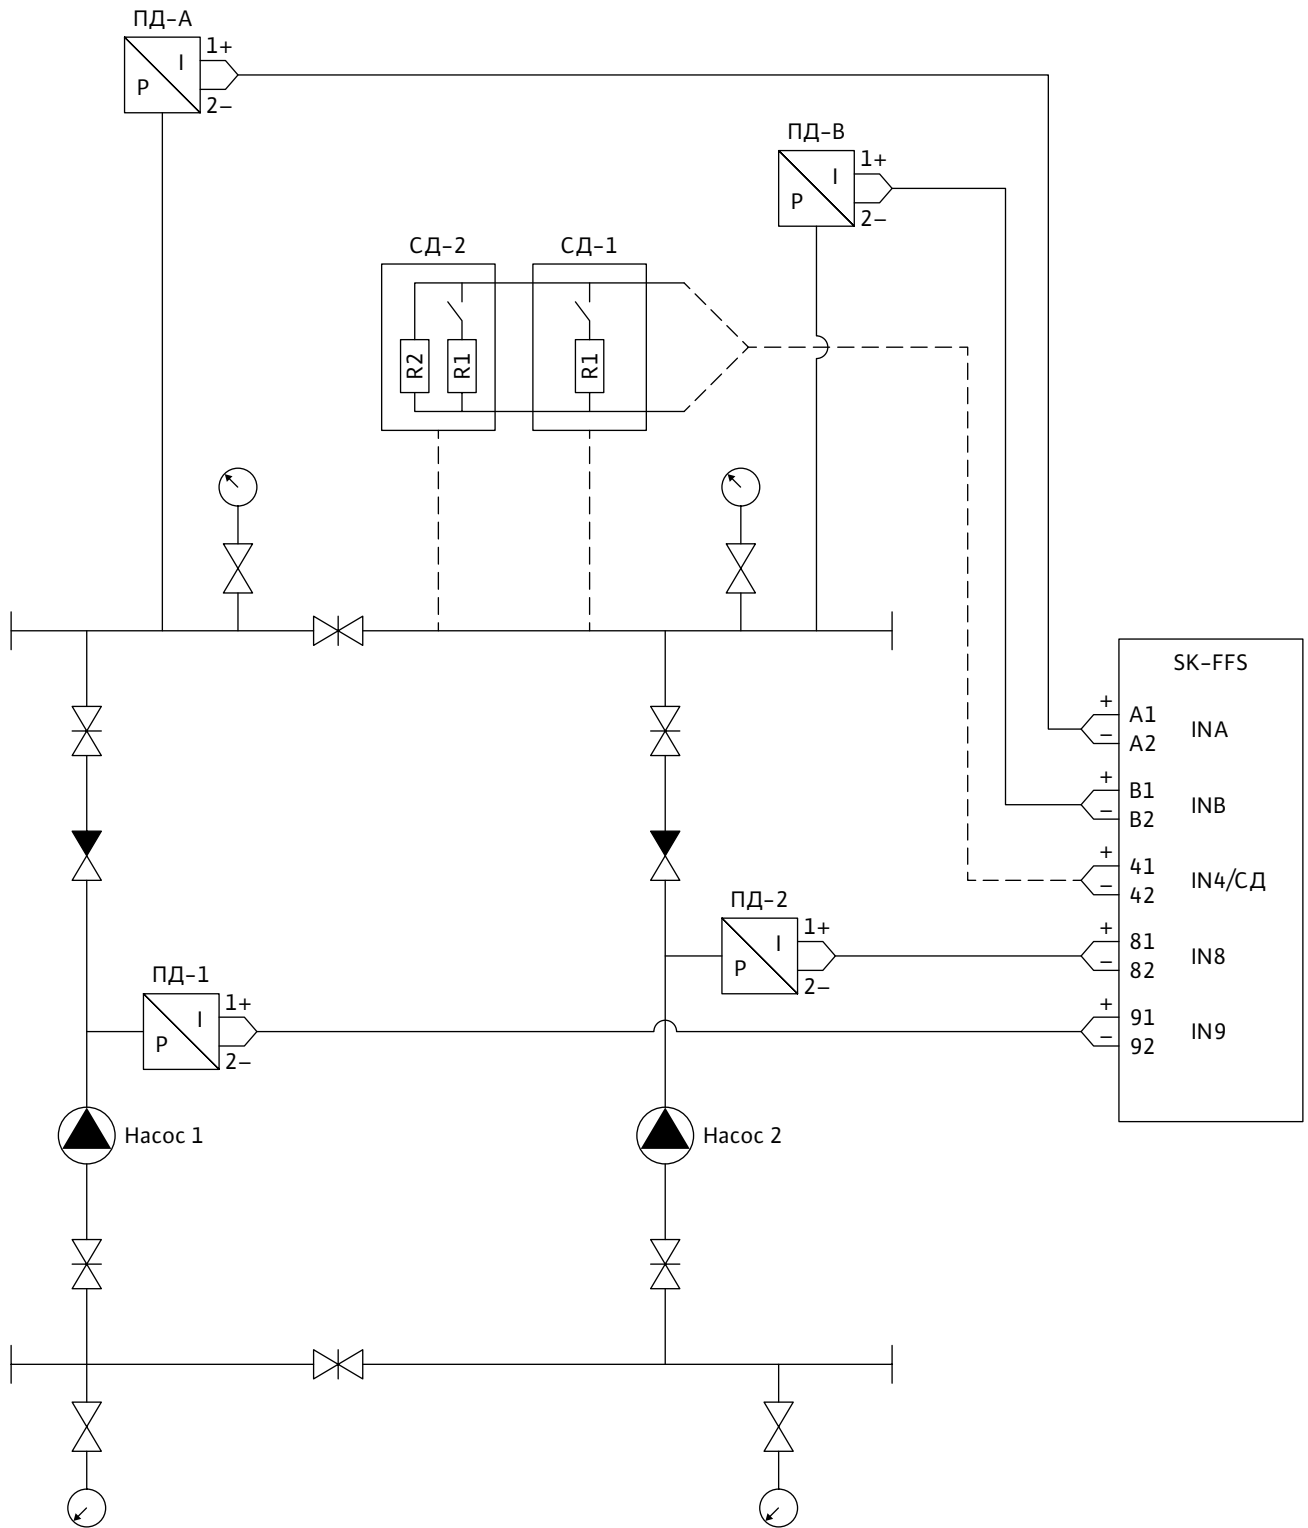 ПД-А
I
P
1+
2-
ПД-В
I
P
1+
2-
СД-2
СД-1
R2
R1
R1
SK-FFS
+
A1
INA
-
A2
+
B1
INB
-
B2
+
41
IN4/СД
-
42
+
81
IN8
-
82
+
91
IN9
-
92
ПД-2
I
P
1+
2-
ПД-1
I
P
1+
2-
Насос 1
Насос 2